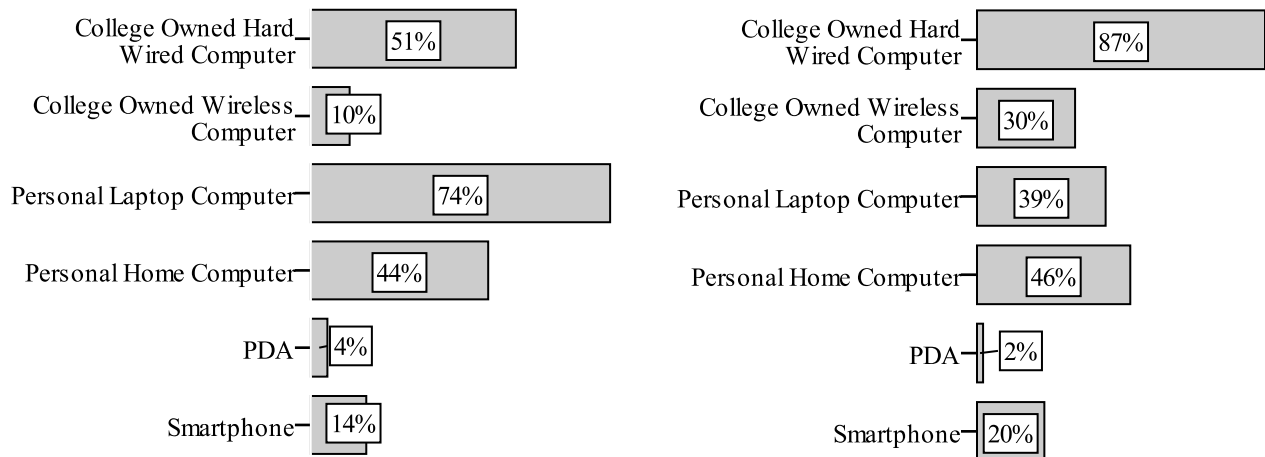 College Owned Hard
Wired Computer
51%
College Owned Wireless
Computer
10%
Personal Laptop Computer
74%
Personal Home Computer
44%
PDA
4%
Smartphone
14%
College Owned Hard
Wired Computer
87%
College Owned Wireless
Computer
30%
Personal Laptop Computer
39%
Personal Home Computer
46%
PDA
2%
Smartphone
20%